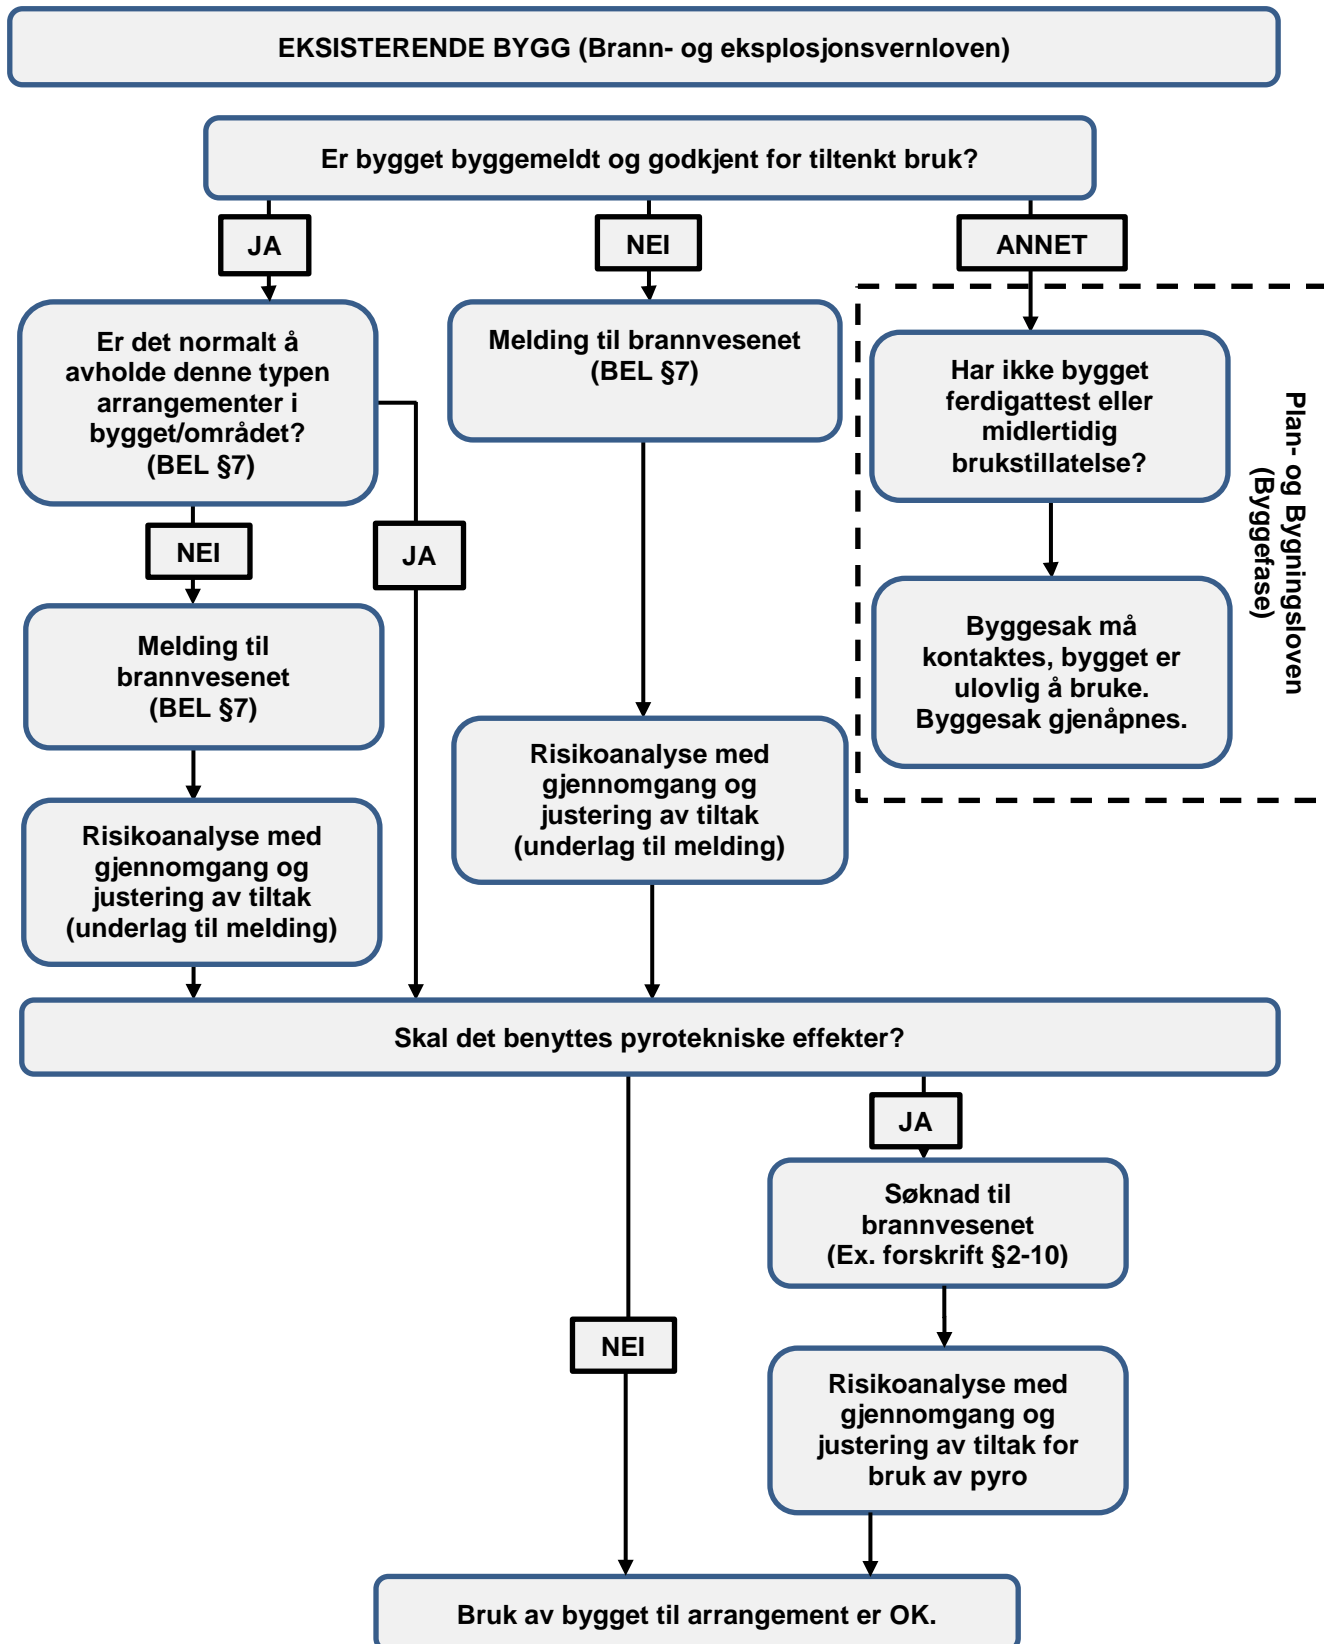 EKSISTERENDE BYGG (Brann- og eksplosjonsvernloven)
Er bygget byggemeldt og godkjent for tiltenkt bruk?
JA
NEI
ANNET
Er det normalt å
avholde denne typen
arrangementer i
bygget/området?
(BEL §7)
Melding til brannvesenet
(BEL §7)
Har ikke bygget
ferdigattest eller
midlertidig
brukstillatelse?
Plan- og Bygningsloven
(Byggefase)
NEI
JA
Melding til
brannvesenet
(BEL §7)
Byggesak må
kontaktes, bygget er
ulovlig å bruke.
Byggesak gjenåpnes.
Risikoanalyse med
gjennomgang og
justering av tiltak
(underlag til melding)
Risikoanalyse med
gjennomgang og
justering av tiltak
(underlag til melding)
Skal det benyttes pyrotekniske effekter?
JA
Søknad til
brannvesenet
(Ex. forskrift §2-10)
NEI
Risikoanalyse med
gjennomgang og
justering av tiltak for
bruk av pyro
Bruk av bygget til arrangement er OK.